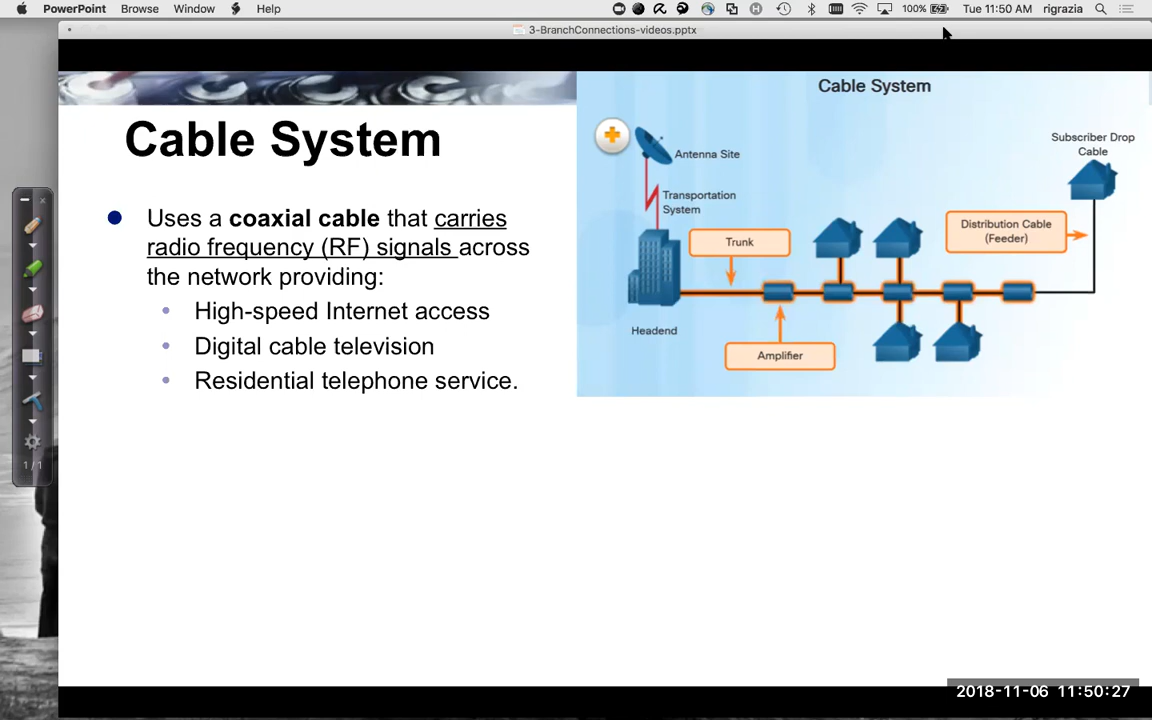 PowerPoint Browse Window Help 100% Tue 11:50 AM rigrazia
3-BranchConnections-videos.pptx
Cable System
Uses a coaxial cable that carries
radio frequency (RF) signals across
the network providing:
High-speed Internet access
Digital cable television
Residential telephone service.
Cable System
Antenna Site
Transportation
System
Subscriber Drop
Cable
Trunk
Distribution Cable
(Feeder)
Headend
Amplifier
1/1
2018-11-06 11:50:27